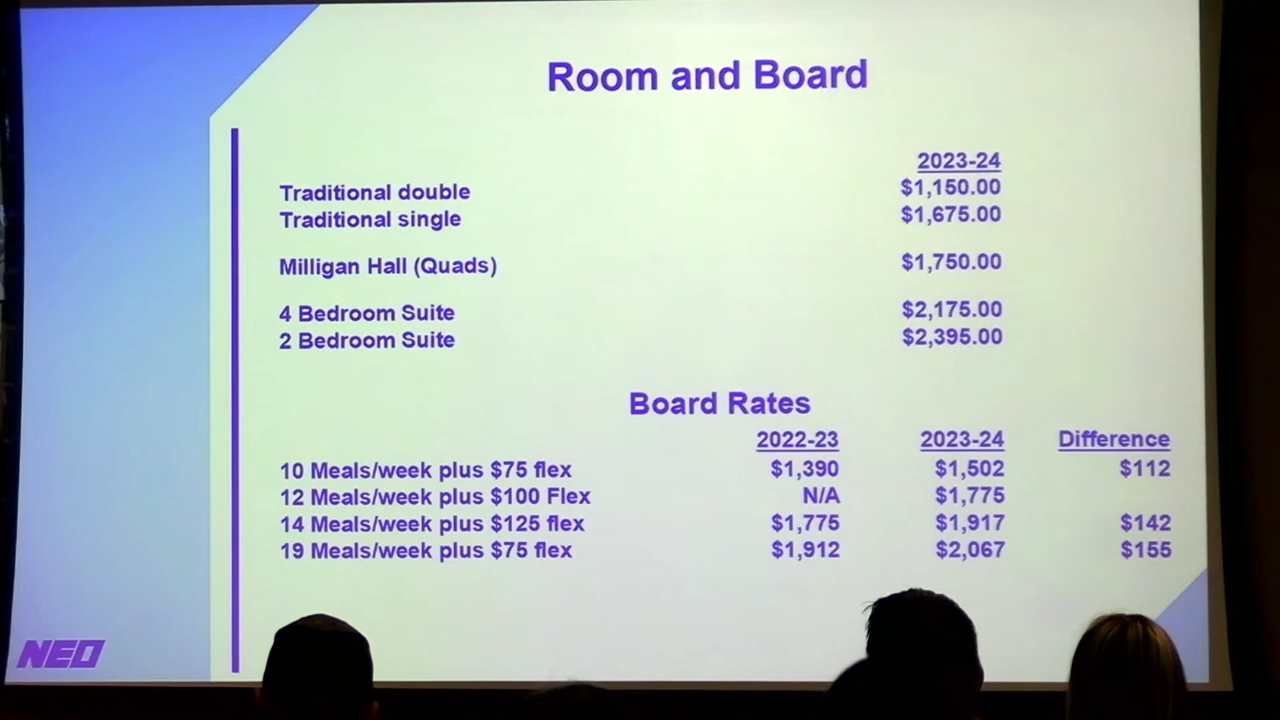 Room and Board
2023-24
Traditional double $1,150.00
Traditional single $1,675.00
Milligan Hall (Quads) $1,750.00
4 Bedroom Suite $2,175.00
2 Bedroom Suite $2,395.00
Board Rates
2022-23 2023-24 Difference
10 Meals/week plus $75 flex $1,390 $1,502 $112
12 Meals/week plus $100 Flex N/A $1,775
14 Meals/week plus $125 flex $1,775 $1,917 $142
19 Meals/week plus $75 flex $1,912 $2,067 $155
NEO